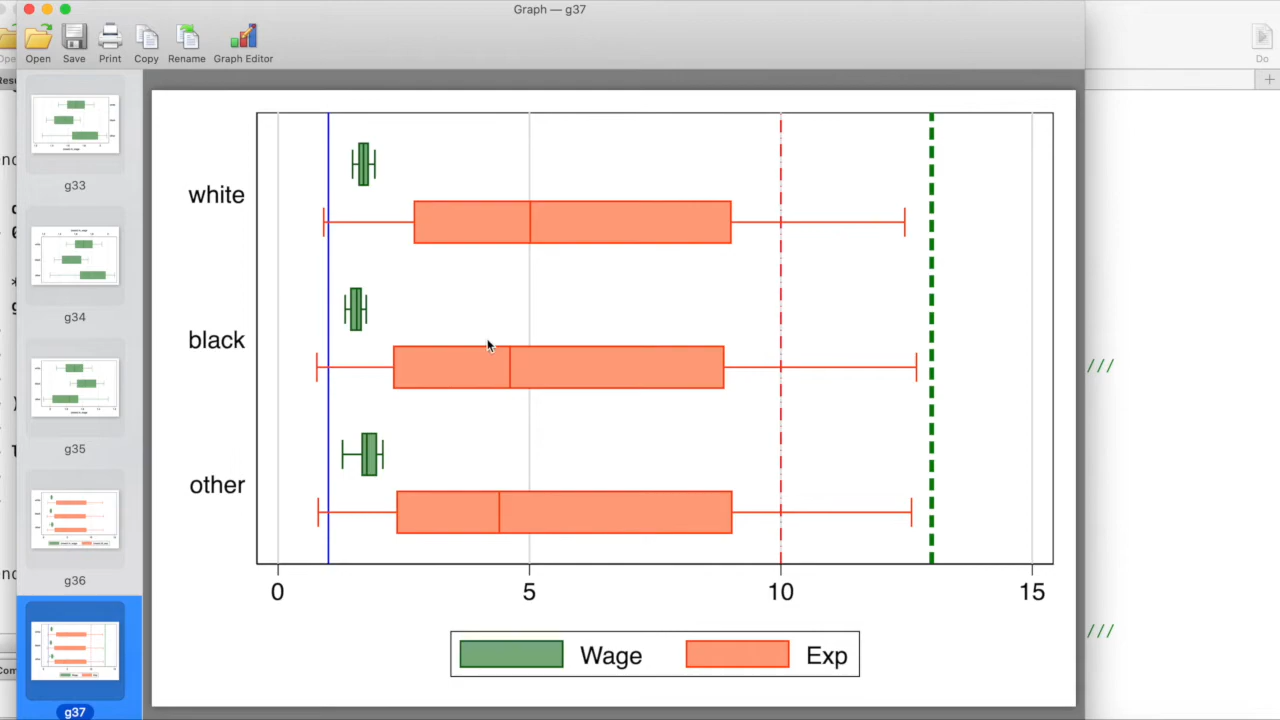 Graph — g37
Open Save Print Copy Rename Graph Editor
Do
g33
g34
g35
g36
g37
white
black
other
0 5 10 15
Wage Exp
///
///